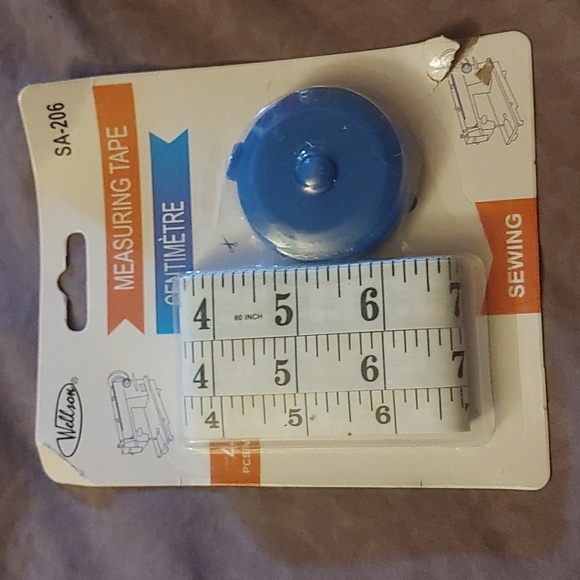 SA-206
MEASURING TAPE
CENTIMÈTRE
SEWING
Wellson®
4 60 INCH 5 6 7
4 5 6 7
4 5 6